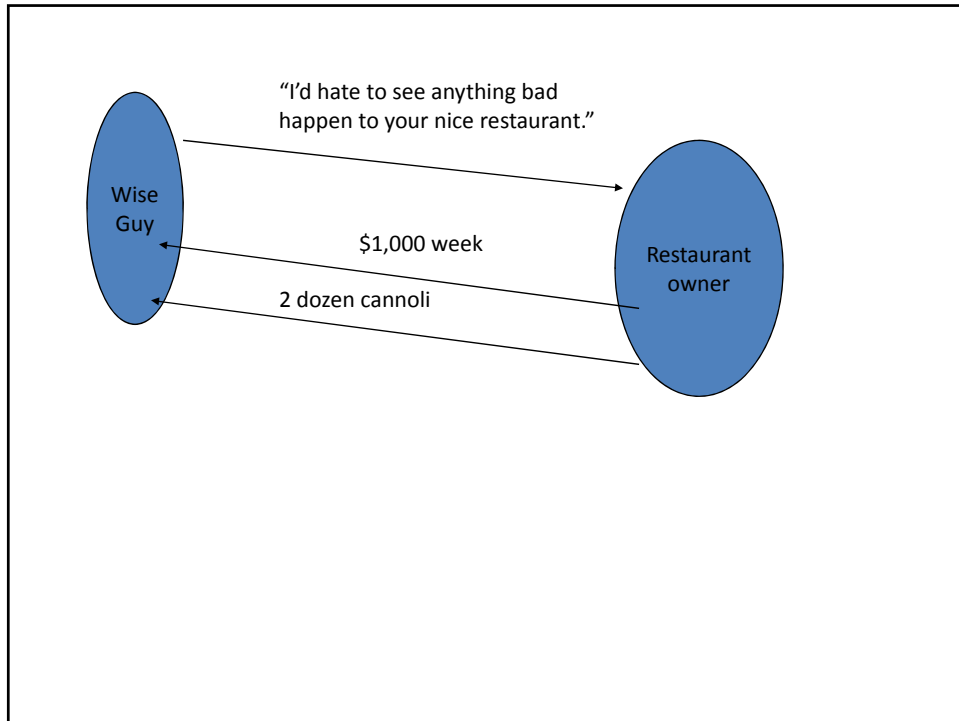 “I’d hate to see anything bad
happen to your nice restaurant.”
Wise
Guy
$1,000 week
Restaurant
owner
2 dozen cannoli